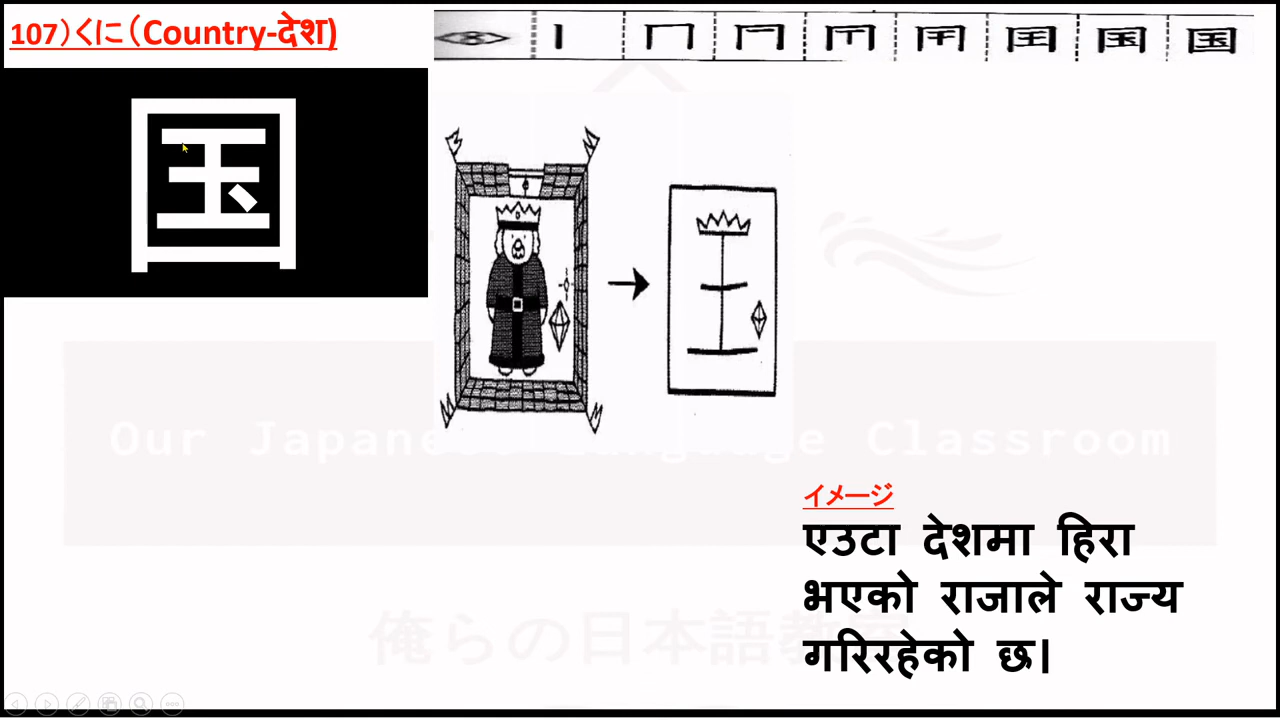 107)くに(Country-देश)
国
イメージ
एउटा देशमा हिरा
भएको राजाले राज्य
गरिरहेको छ।
Our Japanese Language Classroom
俺らの日本語教室